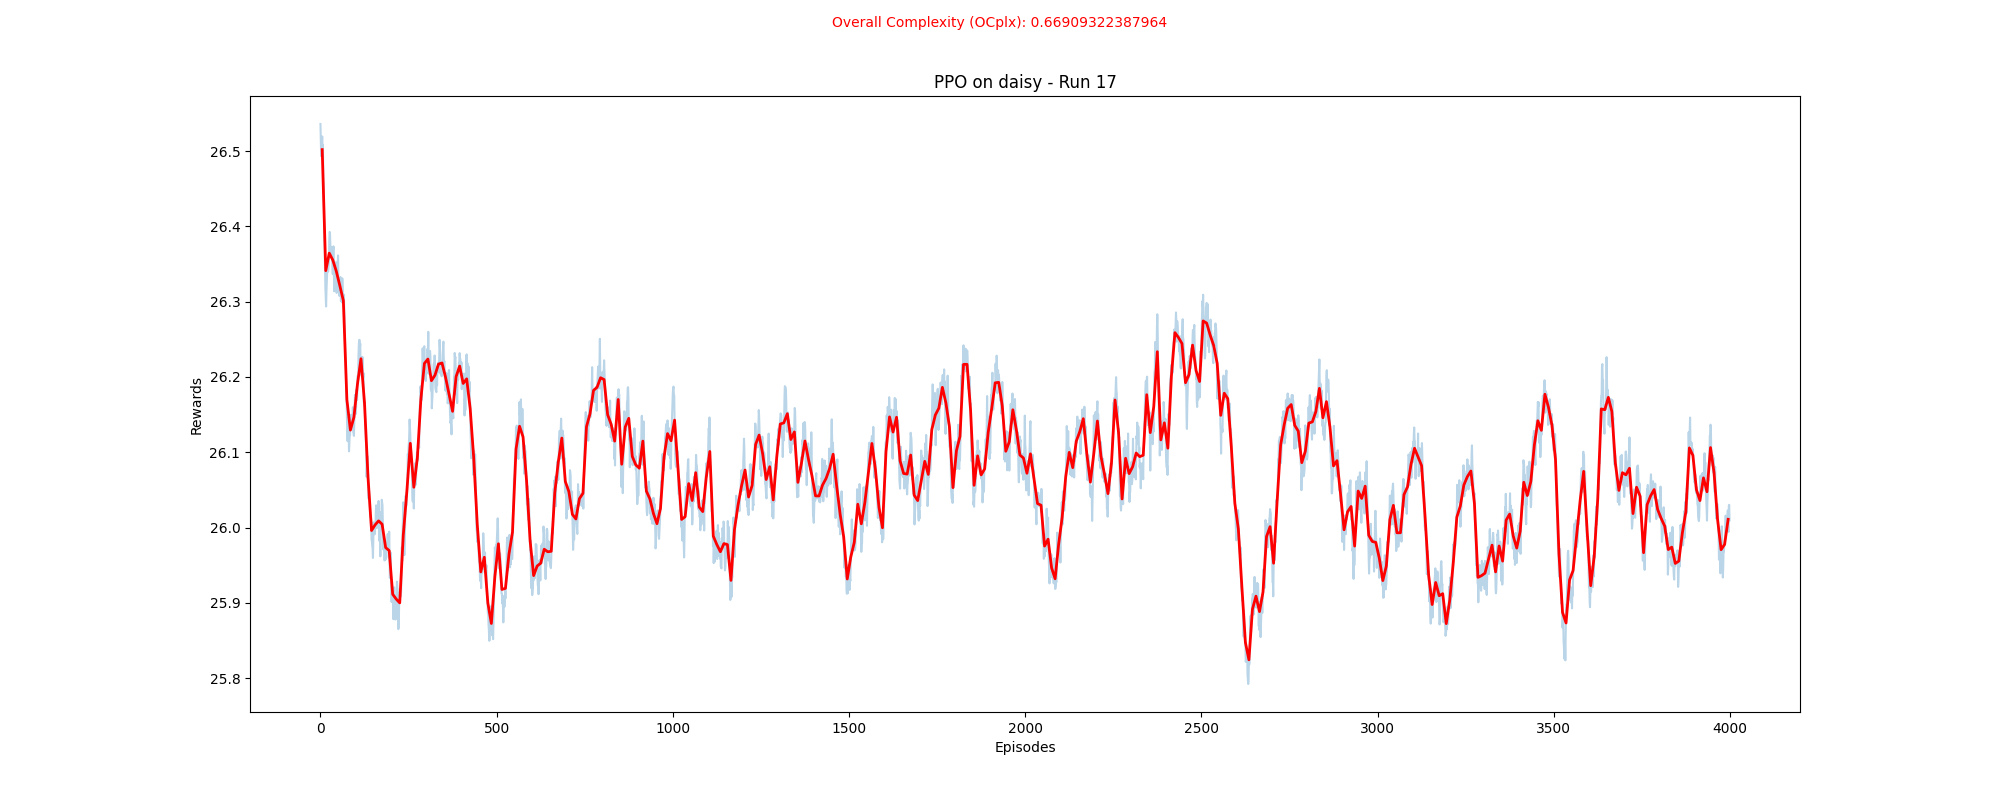 Overall Complexity (OCplx): 0.66909322387964
PPO on daisy - Run 17
26.5
26.4
26.3
26.2
26.1
26.0
25.9
25.8
Rewards
0 500 1000 1500 2000 2500 3000 3500 4000
Episodes